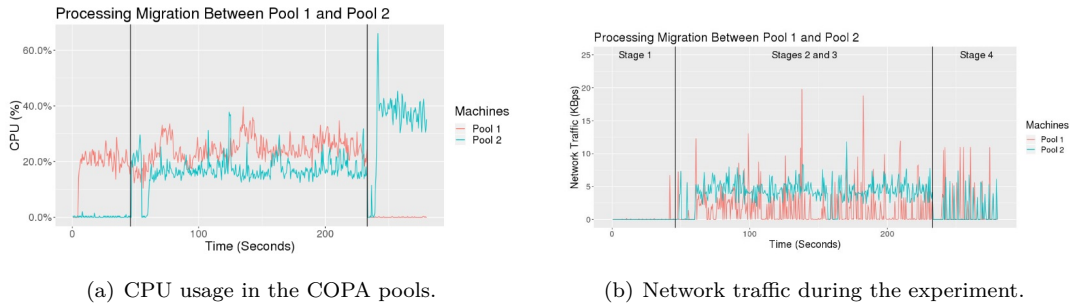 Processing Migration Between Pool 1 and Pool 2
60.0%
40.0%
20.0%
0.0%
CPU (%)
0
100
200
Time (Seconds)
Machines
Pool 1
Pool 2
(a) CPU usage in the COPA pools.
Processing Migration Between Pool 1 and Pool 2
Stage 1
Stages 2 and 3
Stage 4
25
20
15
10
5
0
Network Traffic (KBps)
0
100
200
Time (Seconds)
Machines
Pool 1
Pool 2
(b) Network traffic during the experiment.